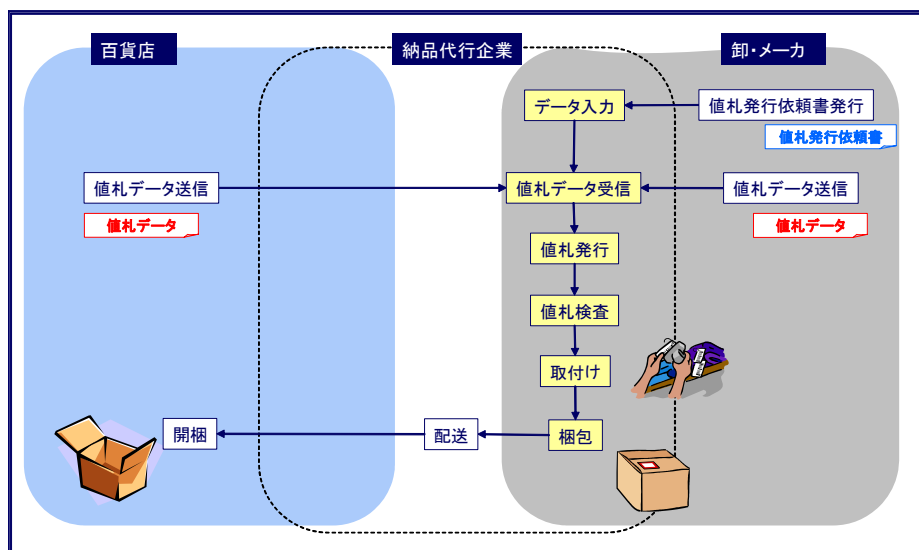 百貨店
納品代行企業
卸・メーカ
データ入力
値札発行依頼書発行
値札発行依頼書
値札データ送信
値札データ受信
値札データ送信
値札データ
値札データ
値札発行
値札検査
取付け
開梱
配送
梱包